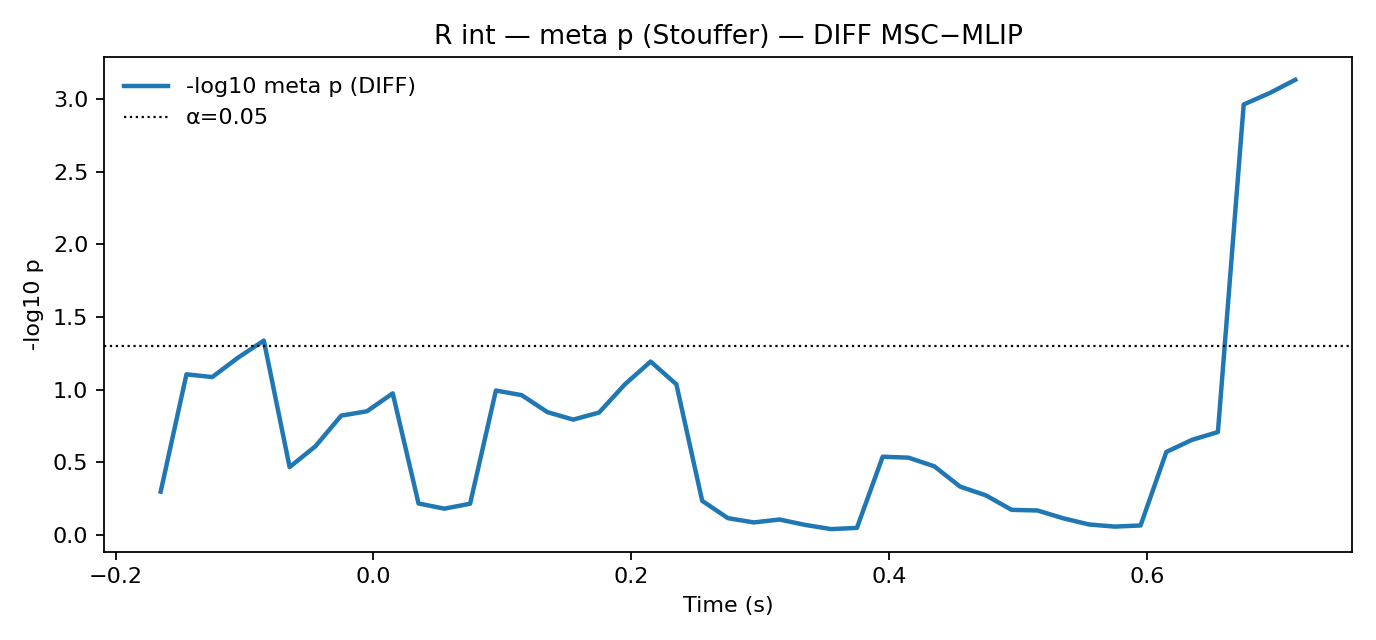 R int — meta p (Stouffer) — DIFF MSC−MLIP
-log10 meta p (DIFF)
α=0.05
-log10 p
3.0
2.5
2.0
1.5
1.0
0.5
0.0
−0.2
0.0
0.2
0.4
0.6
Time (s)